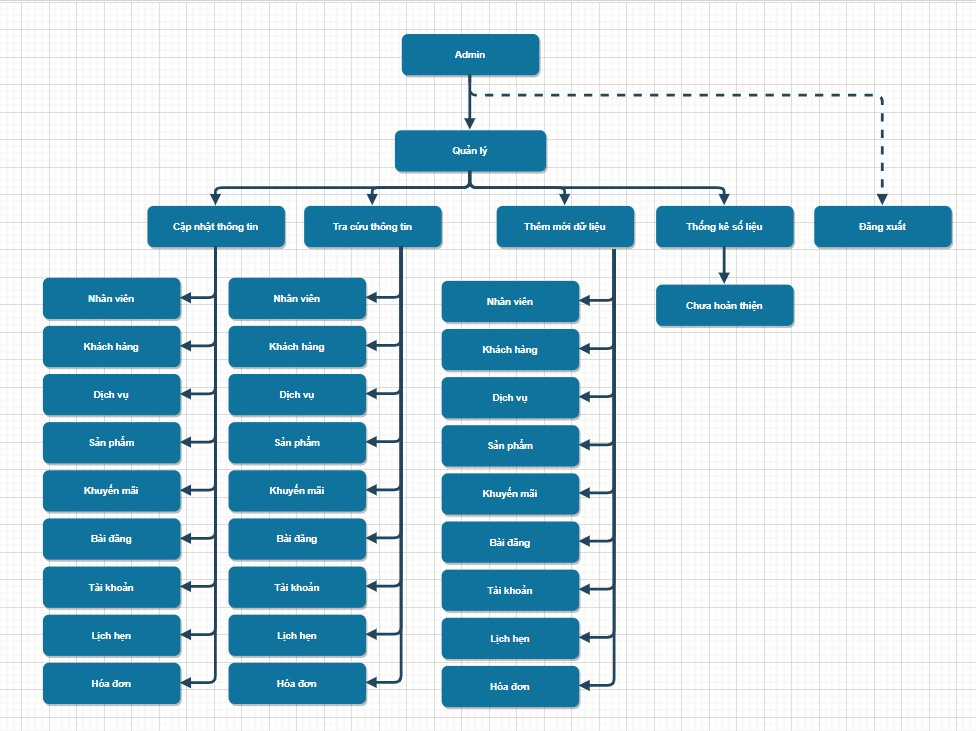 Admin
Quản lý
Cập nhật thông tin
Tra cứu thông tin
Thêm mới dữ liệu
Thống kê số liệu
Đăng xuất
Nhân viên
Khách hàng
Dịch vụ
Sản phẩm
Khuyến mãi
Bài đăng
Tài khoản
Lịch hẹn
Hóa đơn
Nhân viên
Khách hàng
Dịch vụ
Sản phẩm
Khuyến mãi
Bài đăng
Tài khoản
Lịch hẹn
Hóa đơn
Nhân viên
Khách hàng
Dịch vụ
Sản phẩm
Khuyến mãi
Bài đăng
Tài khoản
Lịch hẹn
Hóa đơn
Chưa hoàn thiện